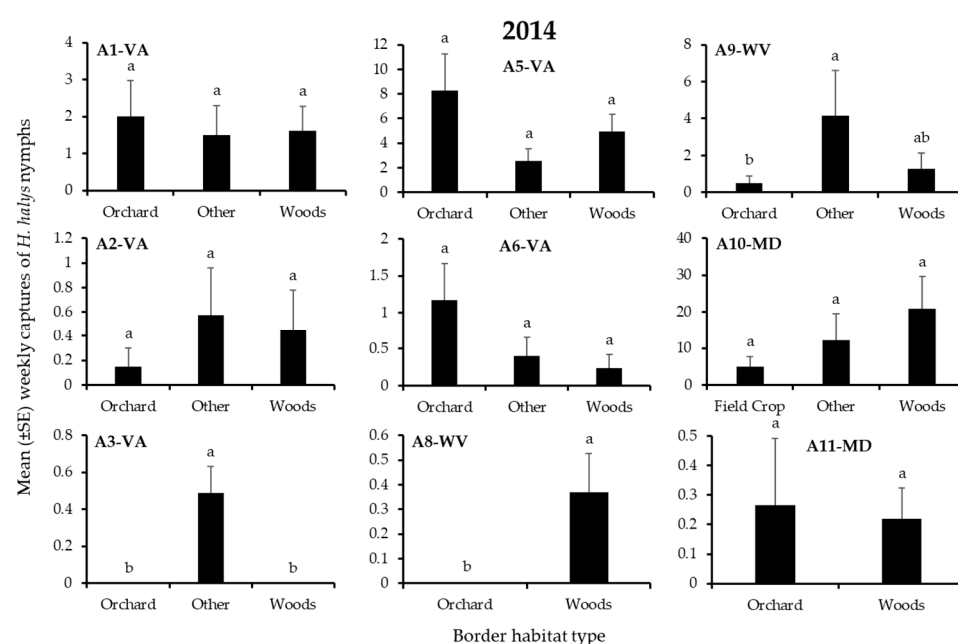 2014
Mean (±SE) weekly captures of H. halys nymphs
A1-VA
4
3
2
1
0
a
a
a
Orchard Other Woods
A5-VA
12
10
8
6
4
2
0
a
a
a
Orchard Other Woods
A9-WV
8
6
4
2
0
b
a
ab
Orchard Other Woods
A2-VA
1.2
1
0.8
0.6
0.4
0.2
0
a
a
a
Orchard Other Woods
A6-VA
2
1.5
1
0.5
0
a
a
a
Orchard Other Woods
A10-MD
40
30
20
10
0
a
a
a
Field Crop Other Woods
A3-VA
0.8
0.6
0.4
0.2
0
b
a
b
Orchard Other Woods
A8-WV
0.6
0.5
0.4
0.3
0.2
0.1
0
b
a
Orchard Woods
A11-MD
0.5
0.4
0.3
0.2
0.1
0
a
a
Orchard Woods
Border habitat type